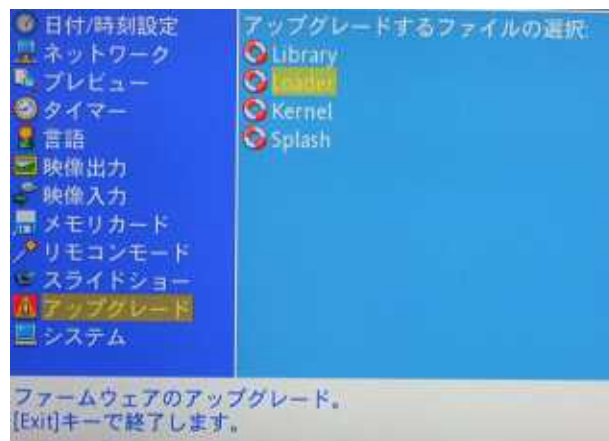 日付/時刻設定
ネットワーク
プレビュー
タイマー
言語
映像出力
映像入力
メモリカード
リモコンモード
スライドショー
アップグレード
システム
アップグレードするファイルの選択:
Library
Loader
Kernel
Splash
ファームウェアのアップグレード。
[Exit]キーで終了します。